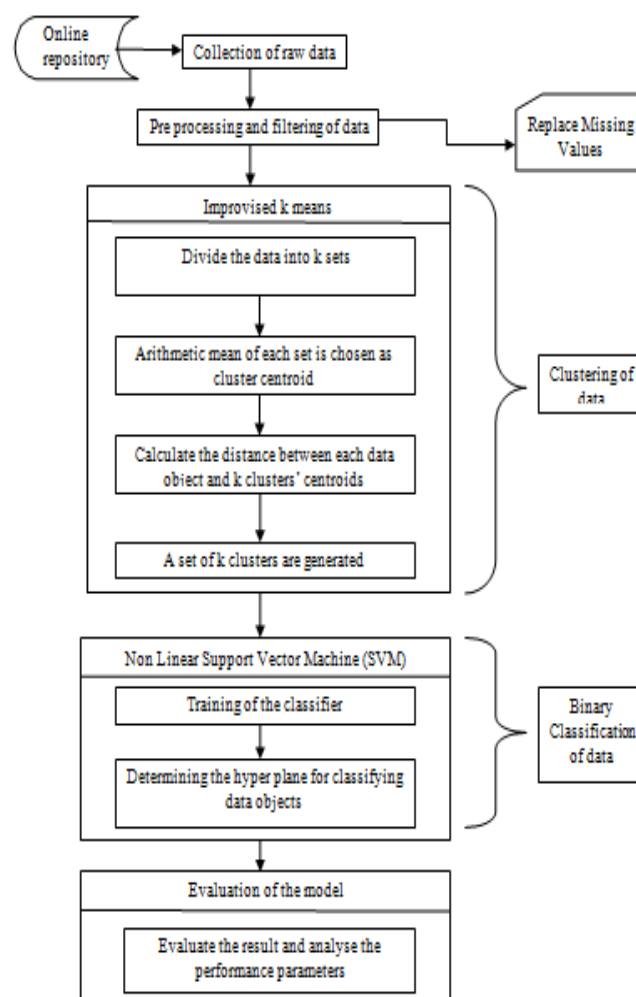 Online
repository
Collection of raw data
Pre processing and filtering of data
Replace Missing
Values
Improvised k means
Divide the data into k sets
Arithmetic mean of each set is chosen as
cluster centroid
Calculate the distance between each data
object and k clusters' centroids
A set of k clusters are generated
Clustering of
data
Non Linear Support Vector Machine (SVM)
Training of the classifier
Determining the hyper plane for classifying
data objects
Binary
Classification
of data
Evaluation of the model
Evaluate the result and analyse the
performance parameters